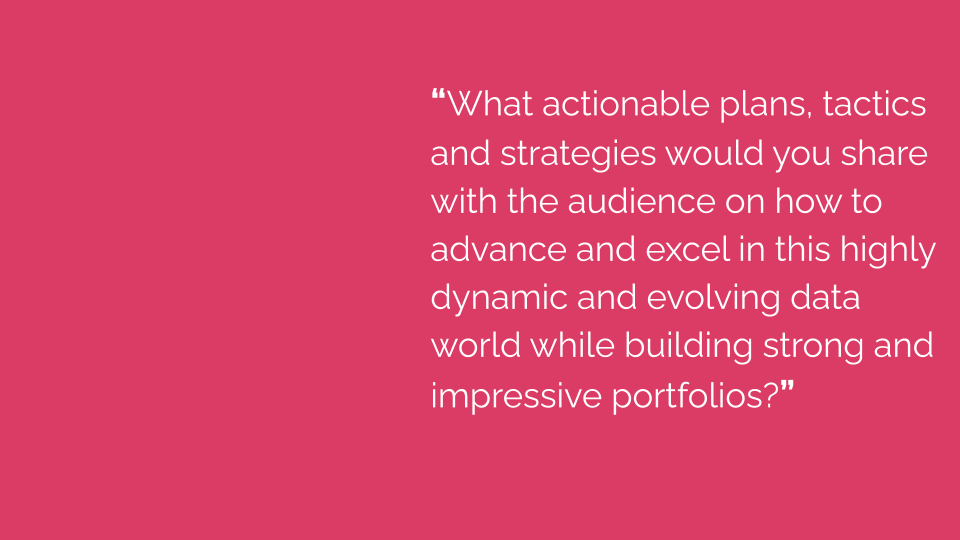 “What actionable plans, tactics
and strategies would you share
with the audience on how to
advance and excel in this highly
dynamic and evolving data
world while building strong and
impressive portfolios?”